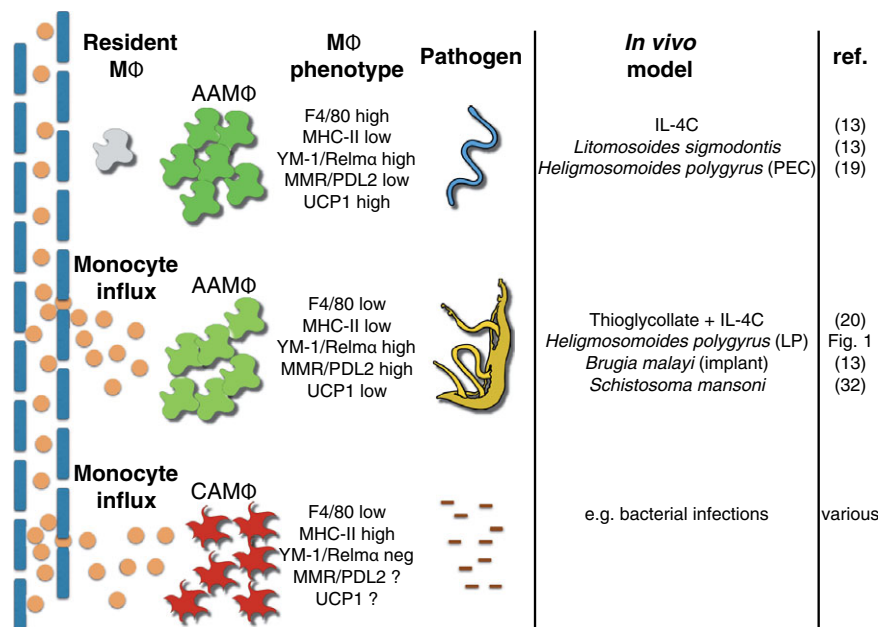 Resident
MΦ
MΦ
phenotype
Pathogen
In vivo
model
ref.
AAMΦ
F4/80 high
MHC-II low
YM-1/Relmα high
MMR/PDL2 low
UCP1 high
IL-4C
(13)
Litomosoides sigmodontis
(13)
Heligmosomoides polygyrus (PEC)
(19)
Monocyte
influx
AAMΦ
F4/80 low
MHC-II low
YM-1/Relmα high
MMR/PDL2 high
UCP1 low
Thioglycollate + IL-4C
(20)
Heligmosomoides polygyrus (LP)
Fig. 1
Brugia malayi (implant)
(13)
Schistosoma mansoni
(32)
Monocyte
influx
CAMΦ
F4/80 low
MHC-II high
YM-1/Relmα neg
MMR/PDL2 ?
UCP1 ?
e.g. bacterial infections
various